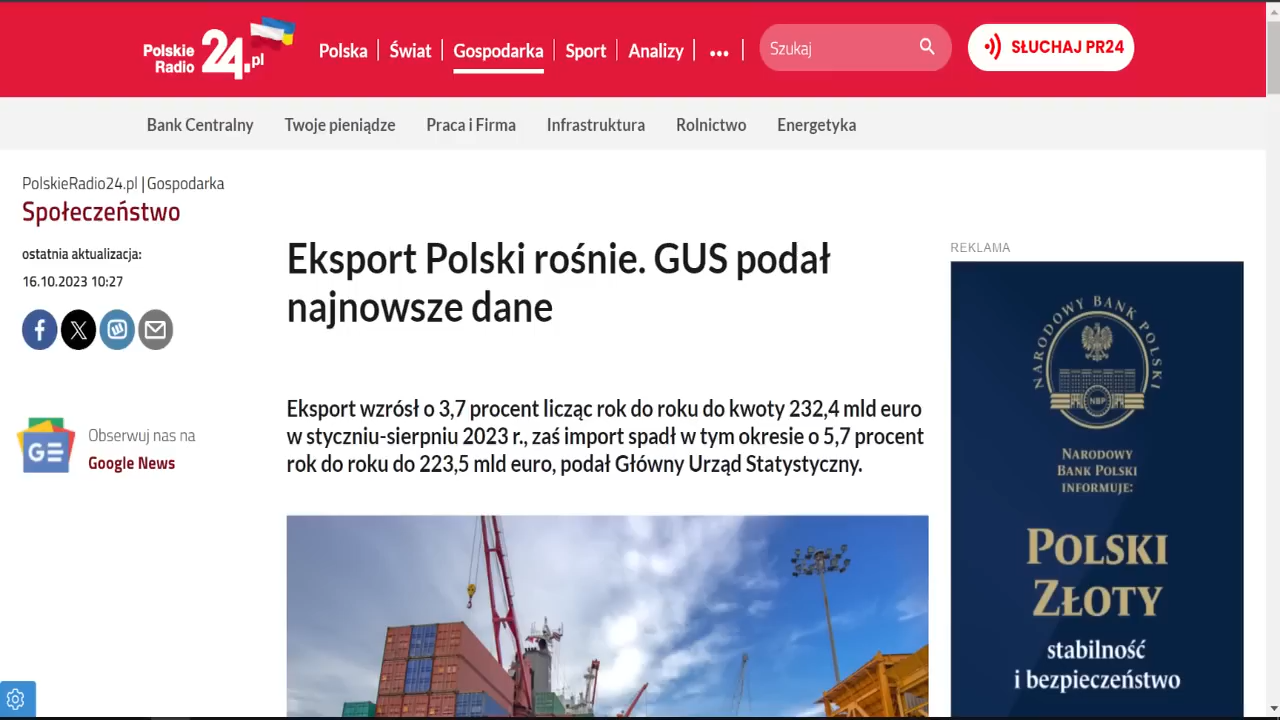 Polskie
Radio
24.pl
Polska
Świat
Gospodarka
Sport
Analizy
...
Szukaj
SŁUCHAJ PR24
Bank Centralny
Twoje pieniądze
Praca i Firma
Infrastruktura
Rolnictwo
Energetyka
PolskieRadio24.pl | Gospodarka
Społeczeństwo
ostatnia aktualizacja:
16.10.2023 10:27
Obserwuj nas na
Google News
Eksport Polski rośnie. GUS podał
najnowsze dane
Eksport wzrósł o 3,7 procent licząc rok do roku do kwoty 232,4 mld euro
w styczniu-sierpniu 2023 r., zaś import spadł w tym okresie o 5,7 procent
rok do roku do 223,5 mld euro, podał Główny Urząd Statystyczny.
REKLAMA
NARODOWY BANK POLSKI
NBP
NARODOWY
BANK POLSKI
INFORMUJE:
POLSKI
ZŁOTY
stabilność
i bezpieczeństwo